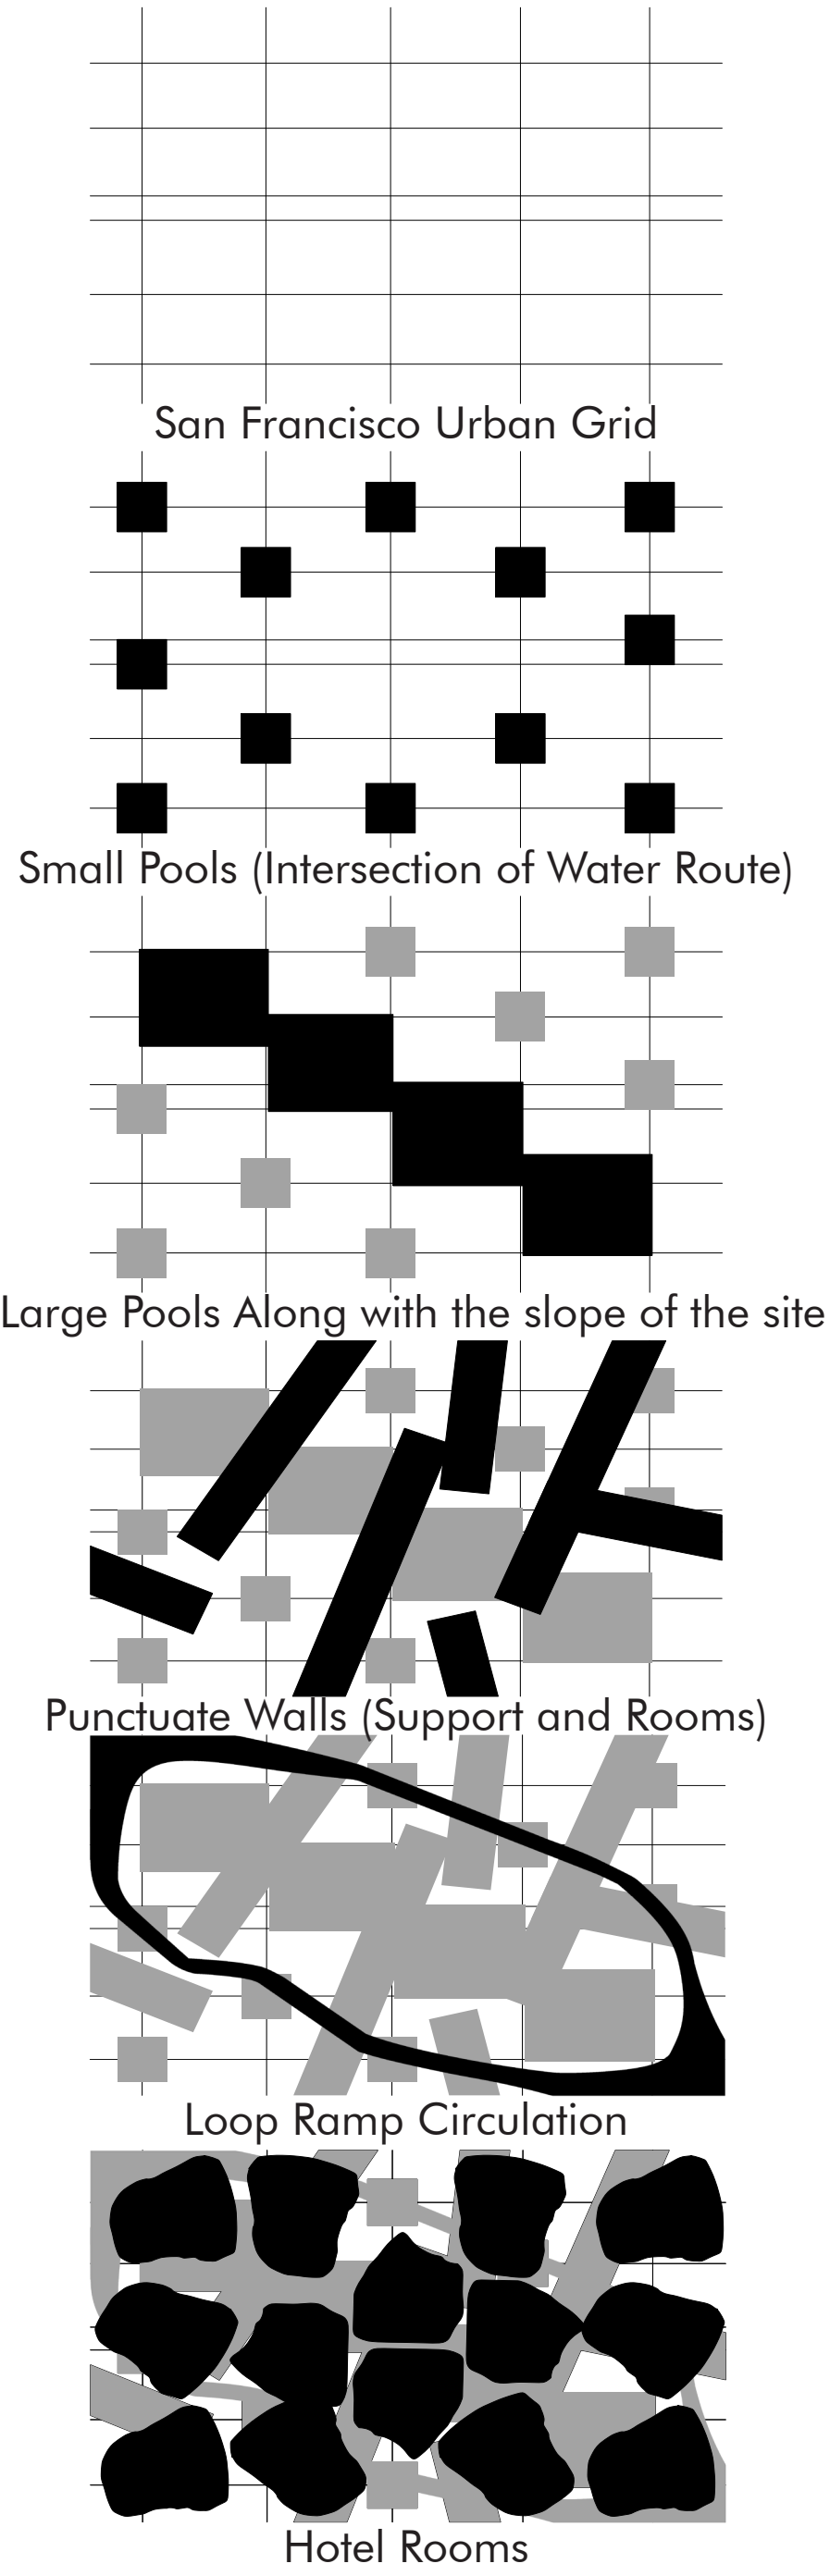 San Francisco Urban Grid
Small Pools (Intersection of Water Route)
Large Pools Along with the slope of the site
Punctuate Walls (Support and Rooms)
Loop Ramp Circulation
Hotel Rooms